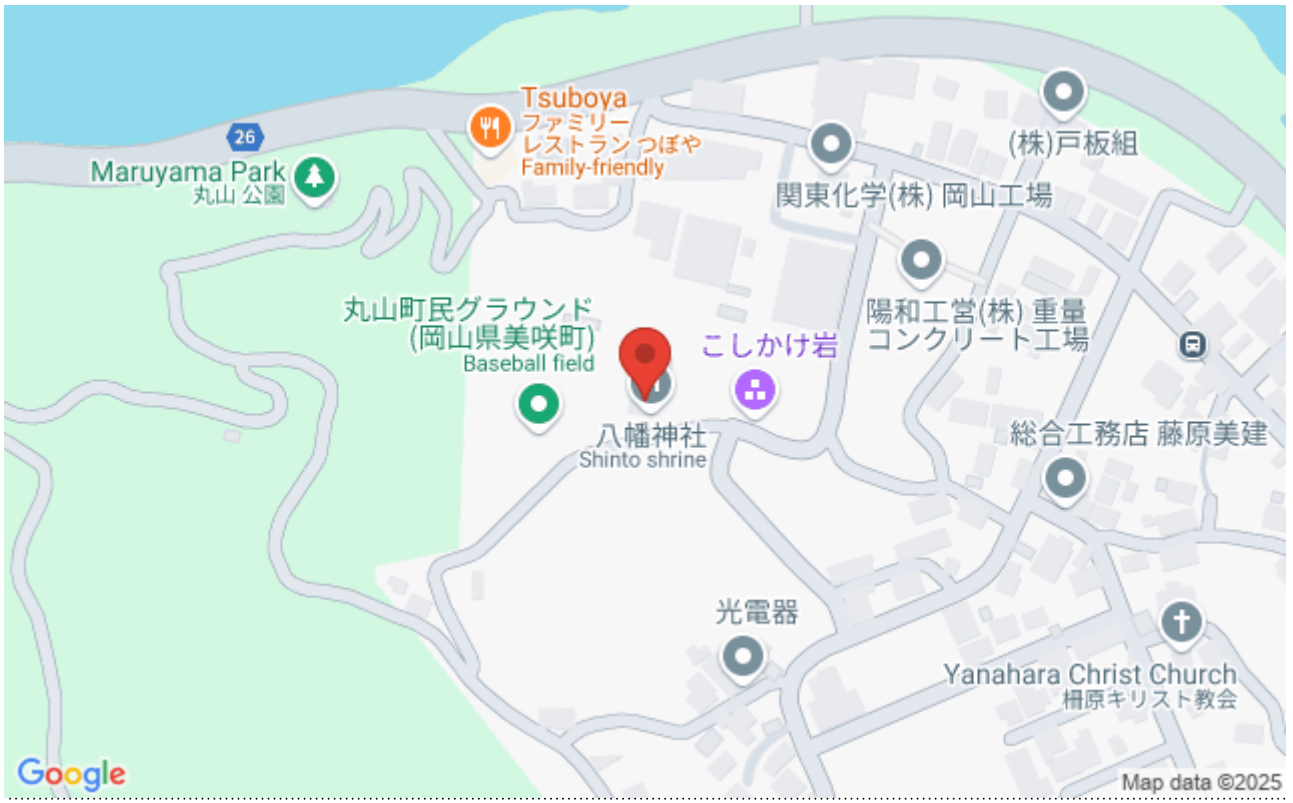 Tsuboya
ファミリー
レストラン つぼや
Family-friendly
26
Maruyama Park
丸山 公園
(株)戸板組
関東化学(株) 岡山工場
丸山町民グラウンド
(岡山県美咲町)
Baseball field
こしかけ岩
陽和工営(株) 重量
コンクリート工場
八幡神社
Shinto shrine
総合工務店 藤原美建
光電器
Yanahara Christ Church
柵原キリスト教会
Google
Map data ©2025